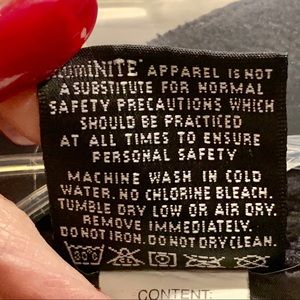 illumiNITE APPAREL IS NOT
A SUBSTITUTE FOR NORMAL
SAFETY PRECAUTIONS WHICH
SHOULD BE PRACTICED
AT ALL TIMES TO ENSURE
PERSONAL SAFETY
MACHINE WASH IN COLD
WATER. NO CHLORINE BLEACH.
TUMBLE DRY LOW OR AIR DRY.
REMOVE IMMEDIATELY.
DO NOT IRON. DO NOT DRY CLEAN.
30°C
CONTENT: